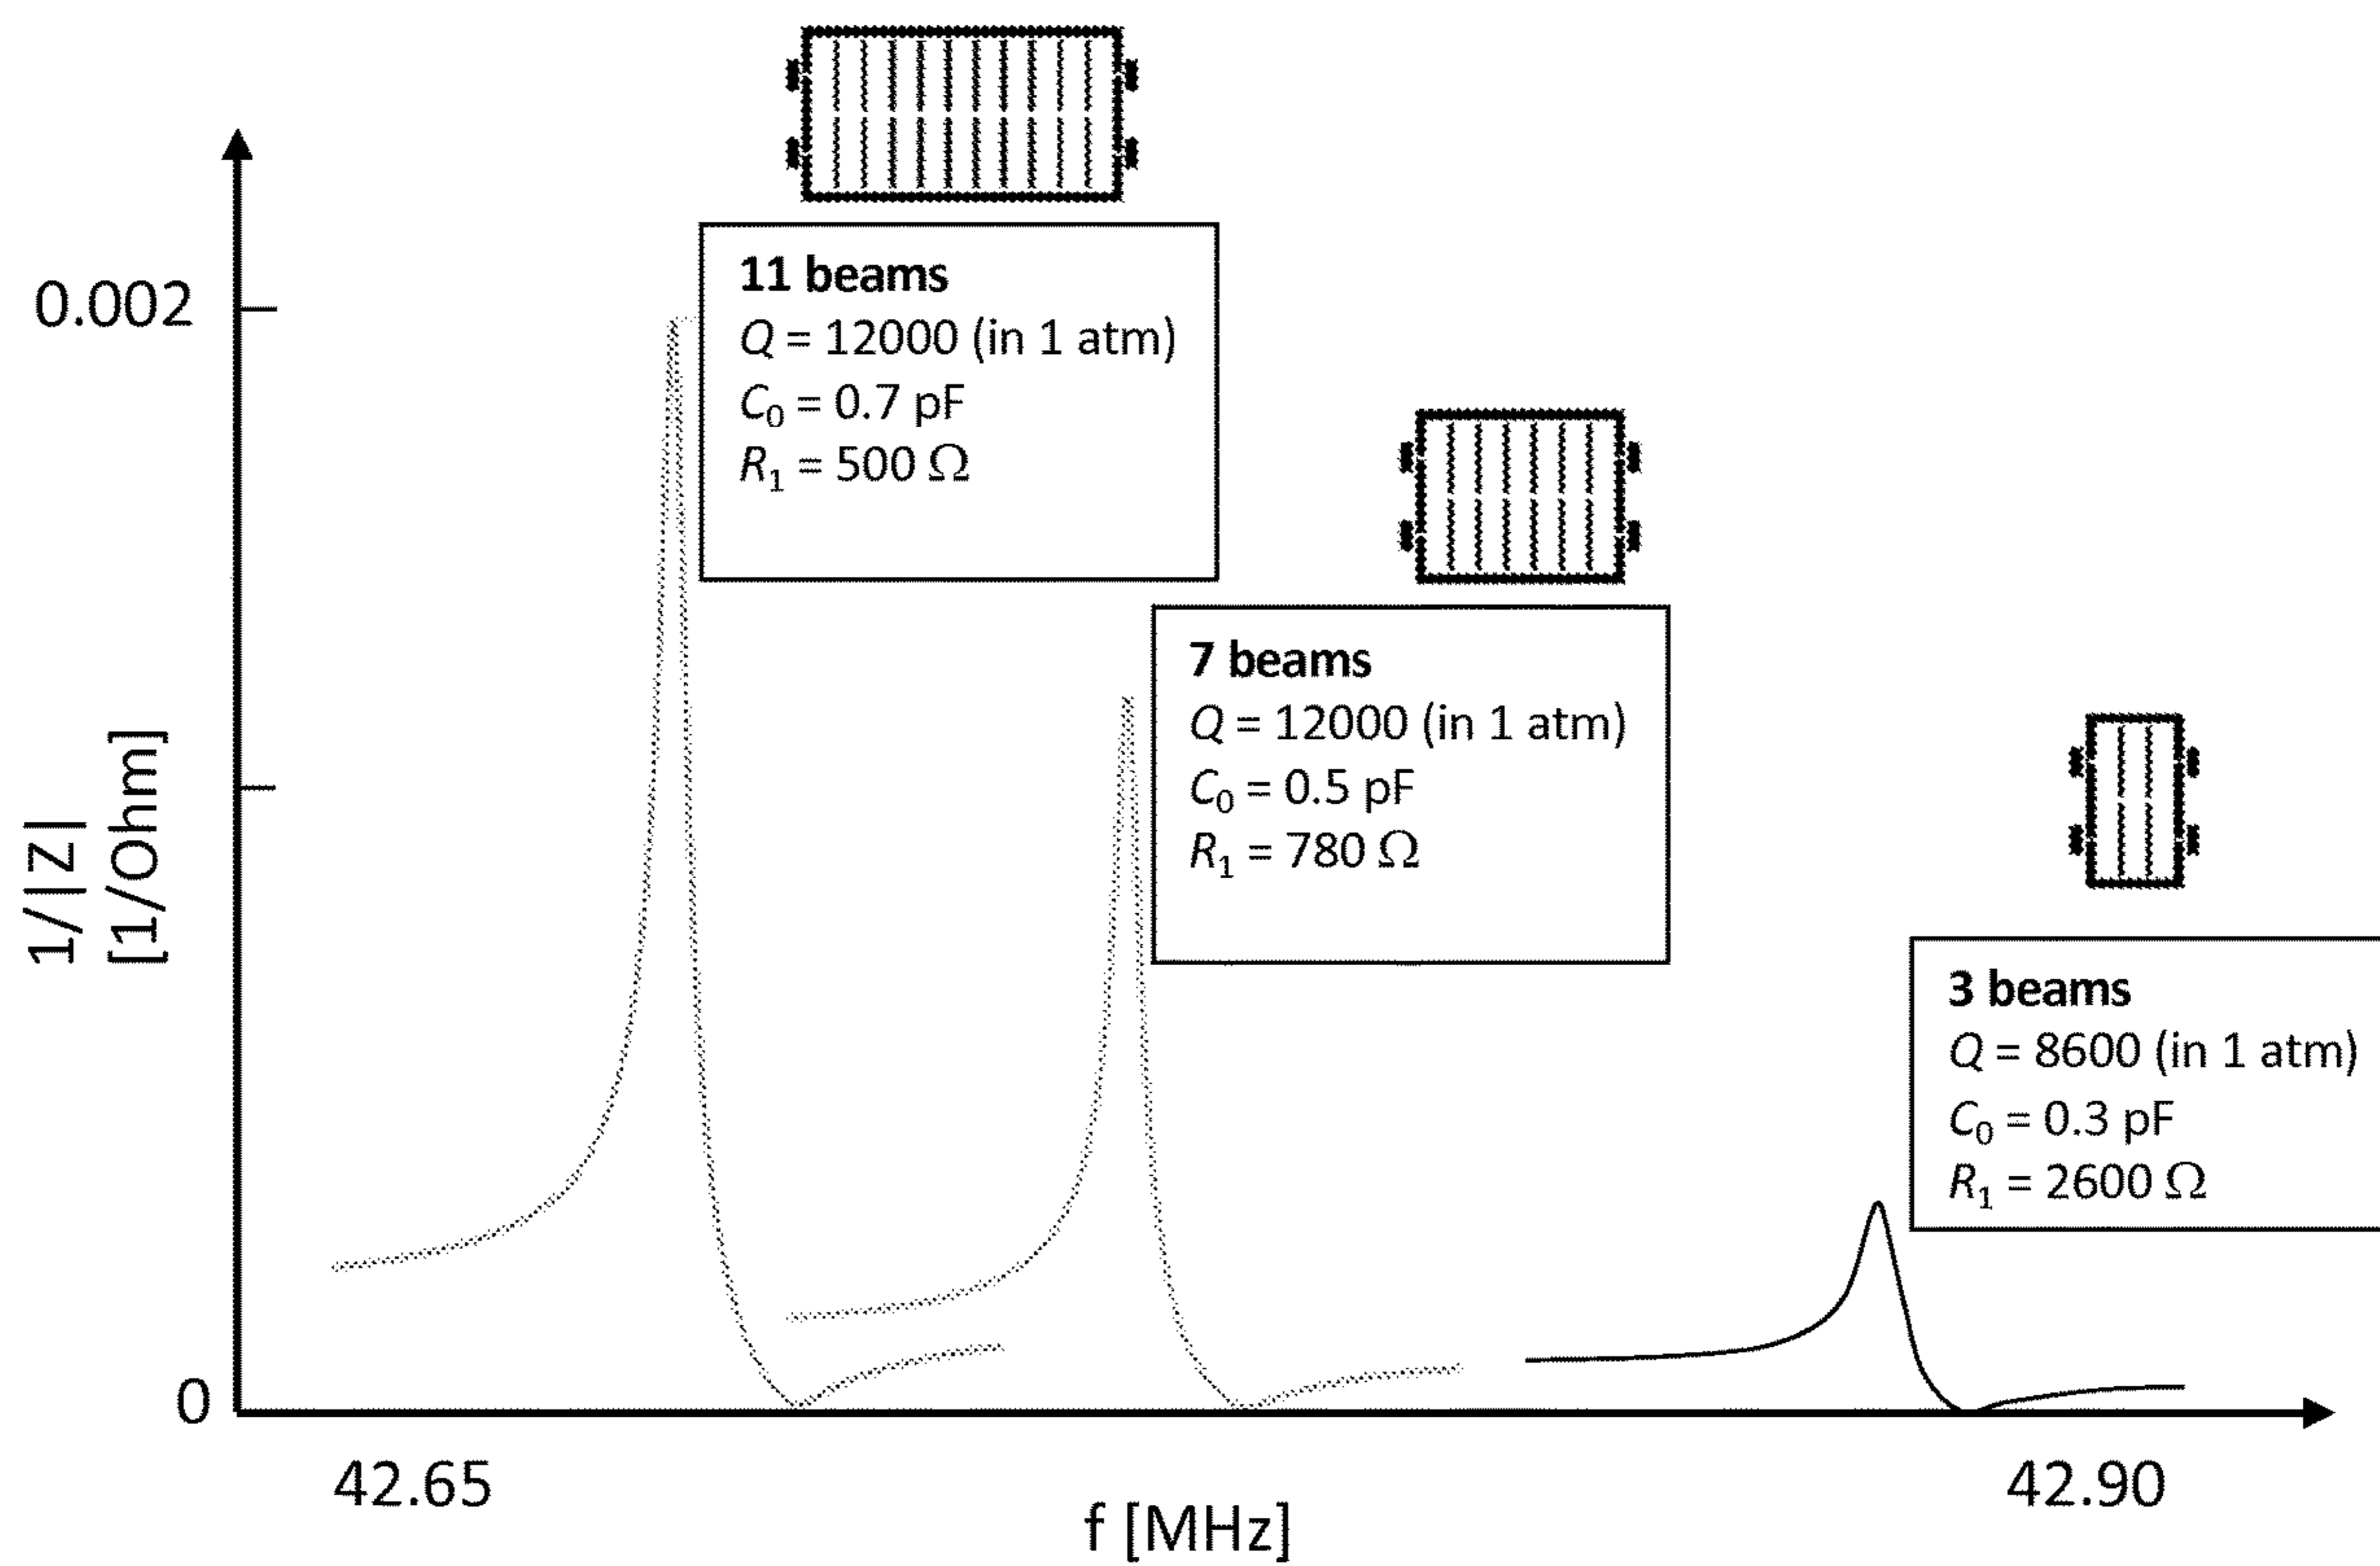 0.002
0
1/|Z|
[1/Ohm]
11 beams
Q = 12000 (in 1 atm)
C₀ = 0.7 pF
R₁ = 500 Ω
7 beams
Q = 12000 (in 1 atm)
C₀ = 0.5 pF
R₁ = 780 Ω
3 beams
Q = 8600 (in 1 atm)
C₀ = 0.3 pF
R₁ = 2600 Ω
42.65
42.90
f [MHz]